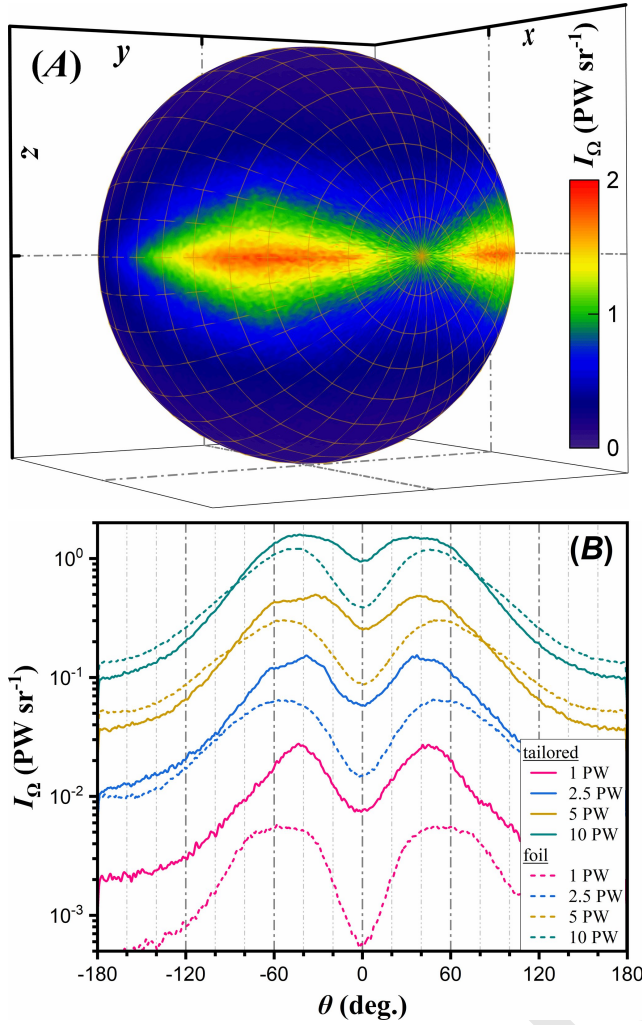 (A)
y
x
z
I_Ω (PW sr⁻¹)
2
1
0
(B)
I_Ω (PW sr⁻¹)
10⁰
10⁻¹
10⁻²
10⁻³
tailored
1 PW
2.5 PW
5 PW
10 PW
foil
1 PW
2.5 PW
5 PW
10 PW
-180 -120 -60 0 60 120 180
θ (deg.)